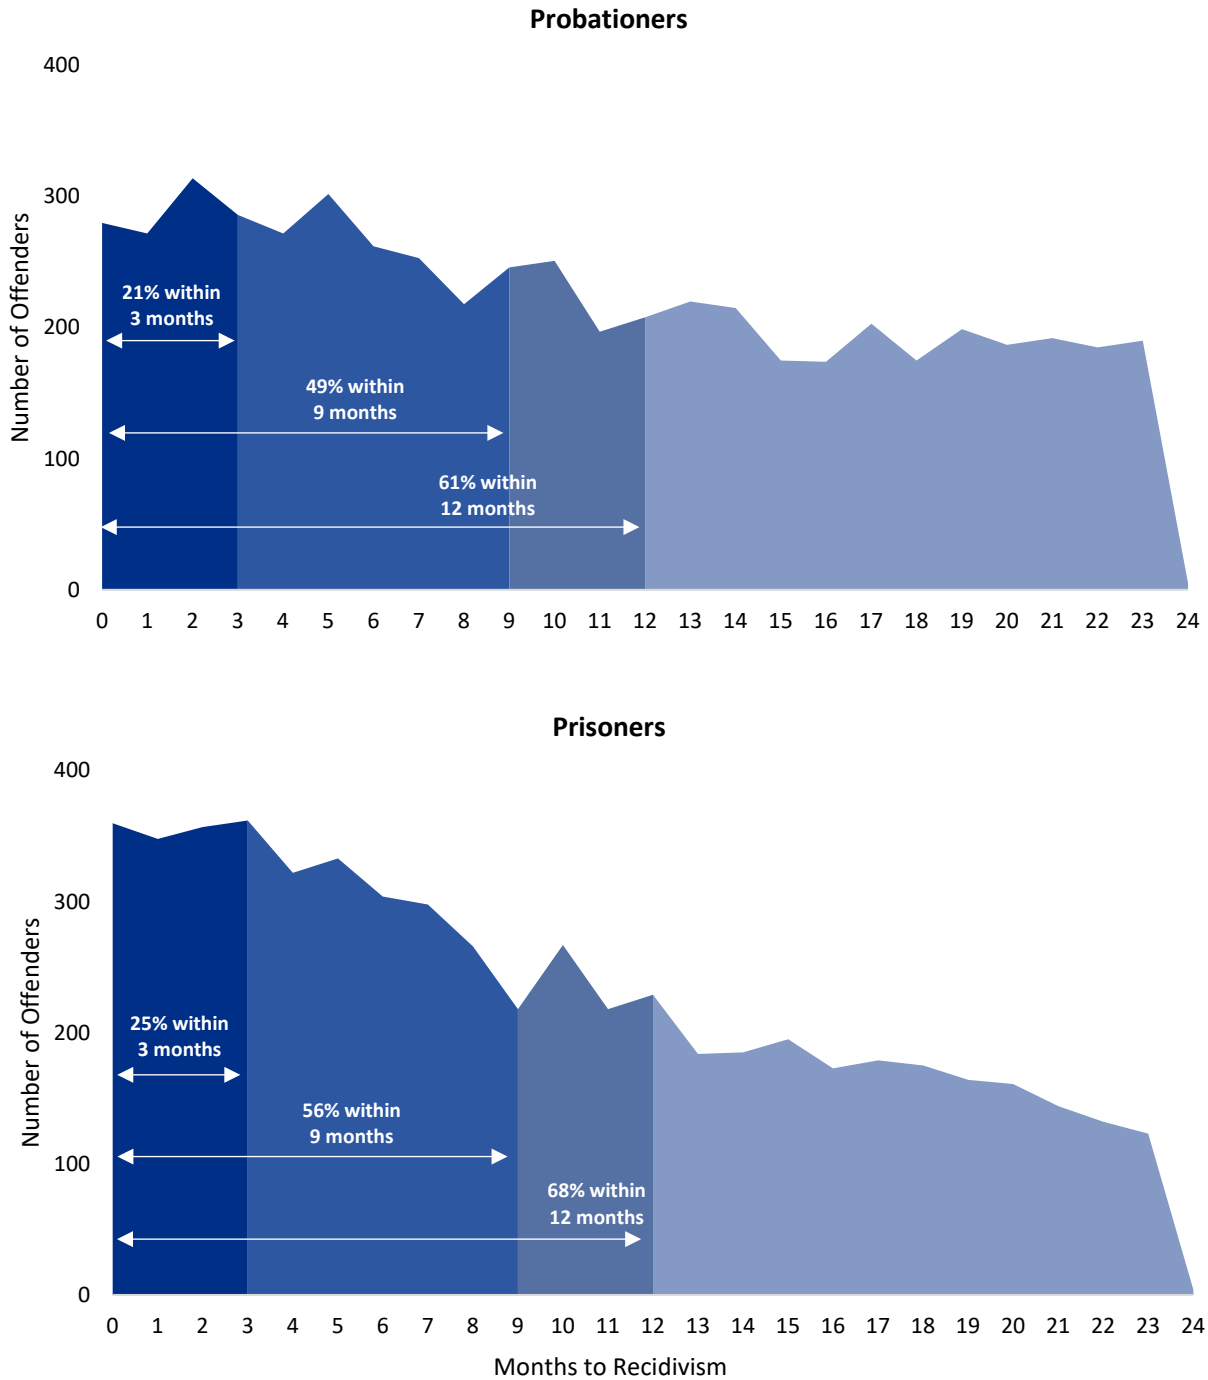 Probationers
400
300
200
100
0
Number of Offenders
21% within
3 months
49% within
9 months
61% within
12 months
0 1 2 3 4 5 6 7 8 9 10 11 12 13 14 15 16 17 18 19 20 21 22 23 24
Prisoners
400
300
200
100
0
Number of Offenders
25% within
3 months
56% within
9 months
68% within
12 months
0 1 2 3 4 5 6 7 8 9 10 11 12 13 14 15 16 17 18 19 20 21 22 23 24
Months to Recidivism